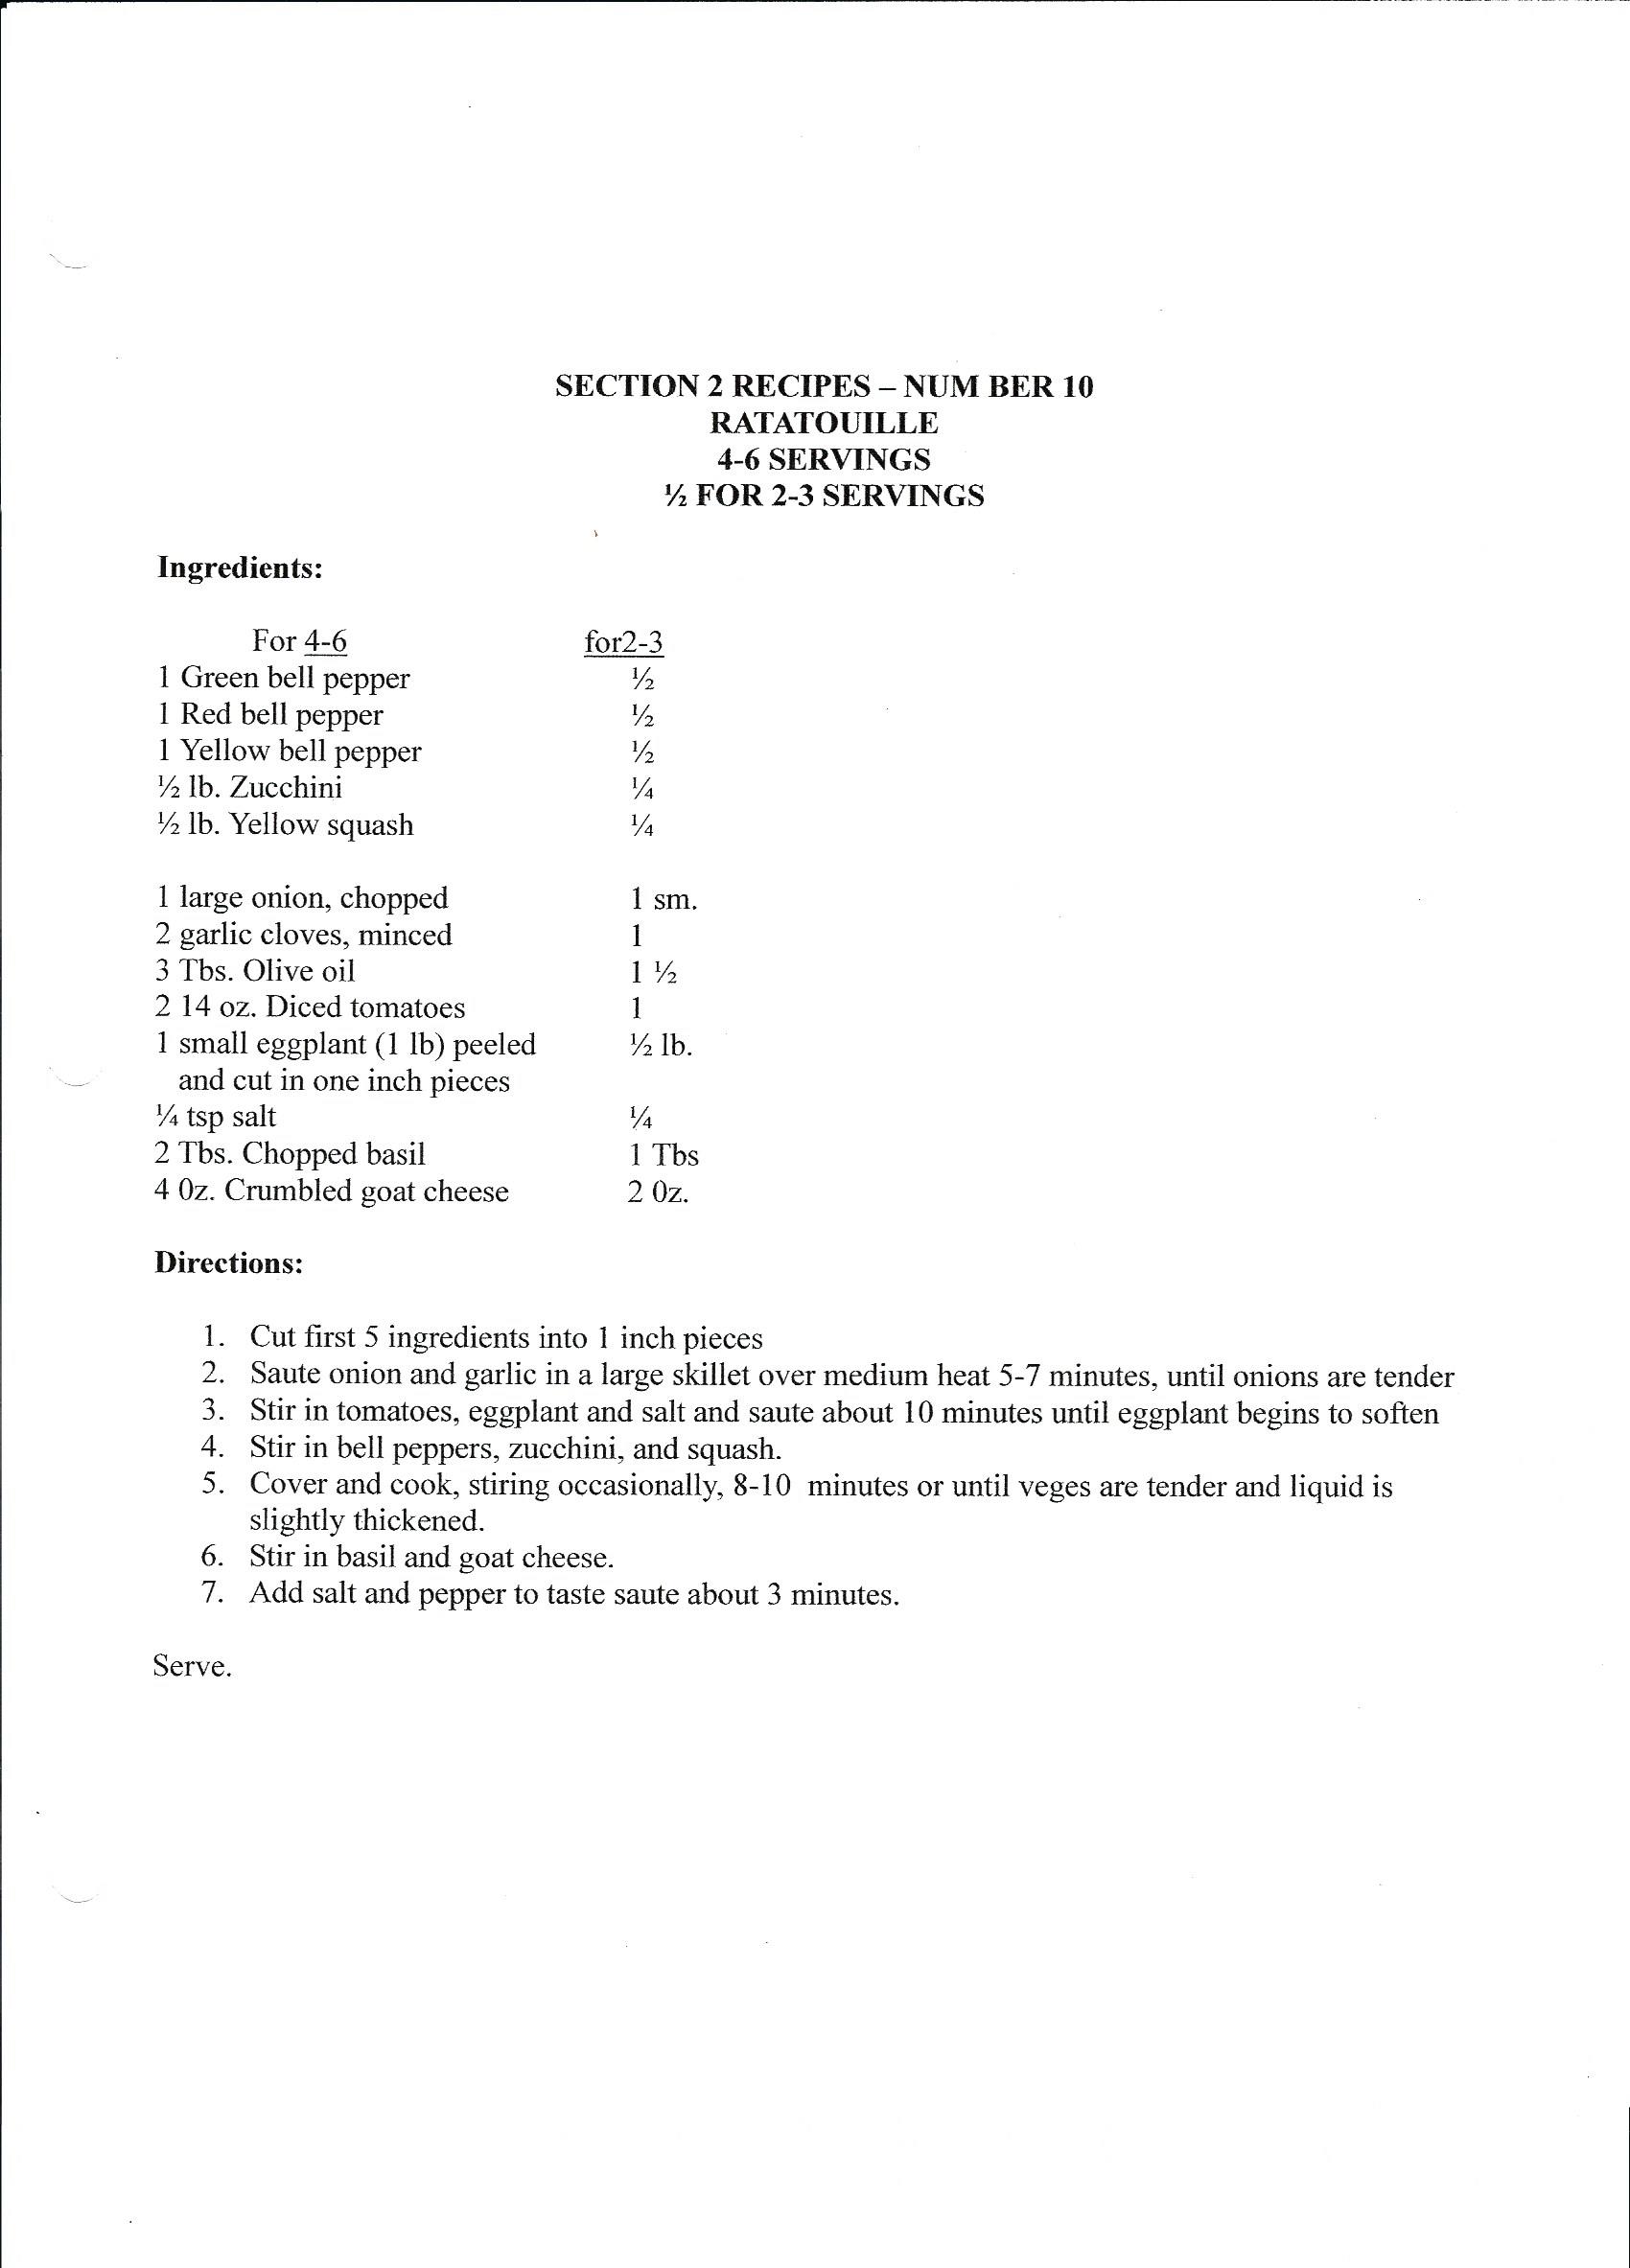 SECTION 2 RECIPES – NUM BER 10
RATATOUILLE
4-6 SERVINGS
½ FOR 2-3 SERVINGS
Ingredients:
For 4-6 for2-3
1 Green bell pepper ½
1 Red bell pepper ½
1 Yellow bell pepper ½
½ lb. Zucchini ¼
½ lb. Yellow squash ¼
1 large onion, chopped 1 sm.
2 garlic cloves, minced 1
3 Tbs. Olive oil 1 ½
2 14 oz. Diced tomatoes 1
1 small eggplant (1 lb) peeled ½ lb.
and cut in one inch pieces
¼ tsp salt ¼
2 Tbs. Chopped basil 1 Tbs
4 0z. Crumbled goat cheese 2 0z.
Directions:
1. Cut first 5 ingredients into 1 inch pieces
2. Saute onion and garlic in a large skillet over medium heat 5-7 minutes, until onions are tender
3. Stir in tomatoes, eggplant and salt and saute about 10 minutes until eggplant begins to soften
4. Stir in bell peppers, zucchini, and squash.
5. Cover and cook, stiring occasionally, 8-10 minutes or until veges are tender and liquid is
slightly thickened.
6. Stir in basil and goat cheese.
7. Add salt and pepper to taste saute about 3 minutes.
Serve.